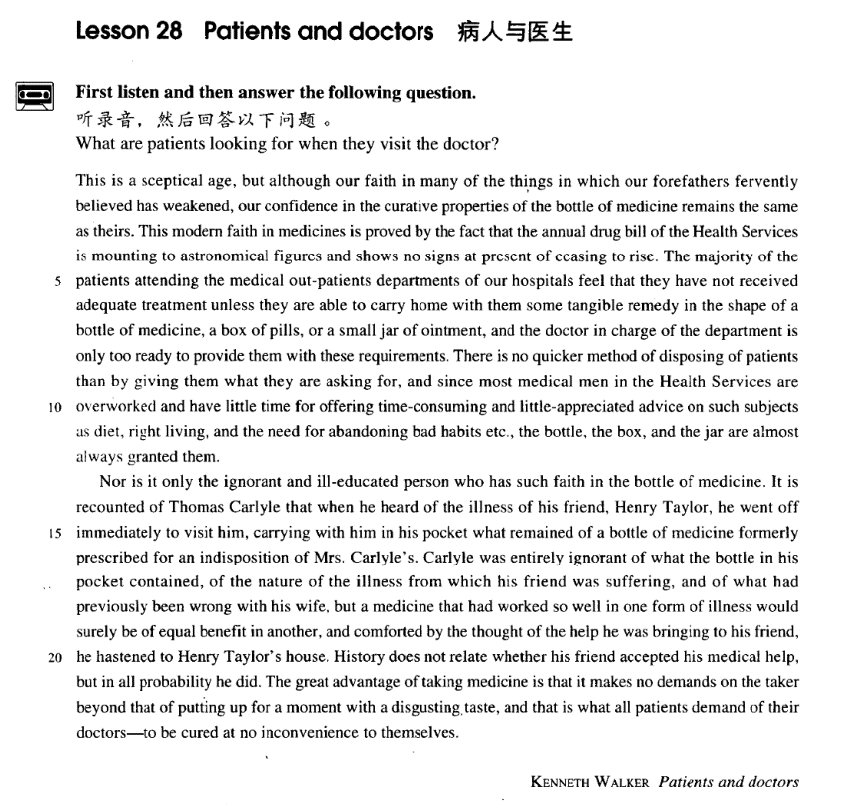 Lesson 28 Patients and doctors 病人与医生
First listen and then answer the following question.
听录音，然后回答以下问题。
What are patients looking for when they visit the doctor?
This is a sceptical age, but although our faith in many of the things in which our forefathers fervently
believed has weakened, our confidence in the curative properties of the bottle of medicine remains the same
as theirs. This modern faith in medicines is proved by the fact that the annual drug bill of the Health Services
is mounting to astronomical figures and shows no signs at present of ceasing to rise. The majority of the
5 patients attending the medical out-patients departments of our hospitals feel that they have not received
adequate treatment unless they are able to carry home with them some tangible remedy in the shape of a
bottle of medicine, a box of pills, or a small jar of ointment, and the doctor in charge of the department is
only too ready to provide them with these requirements. There is no quicker method of disposing of patients
than by giving them what they are asking for, and since most medical men in the Health Services are
10 overworked and have little time for offering time-consuming and little-appreciated advice on such subjects
as diet, right living, and the need for abandoning bad habits etc., the bottle, the box, and the jar are almost
always granted them.
Nor is it only the ignorant and ill-educated person who has such faith in the bottle of medicine. It is
recounted of Thomas Carlyle that when he heard of the illness of his friend, Henry Taylor, he went off
15 immediately to visit him, carrying with him in his pocket what remained of a bottle of medicine formerly
prescribed for an indisposition of Mrs. Carlyle's. Carlyle was entirely ignorant of what the bottle in his
pocket contained, of the nature of the illness from which his friend was suffering, and of what had
previously been wrong with his wife, but a medicine that had worked so well in one form of illness would
surely be of equal benefit in another, and comforted by the thought of the help he was bringing to his friend,
20 he hastened to Henry Taylor's house. History does not relate whether his friend accepted his medical help,
but in all probability he did. The great advantage of taking medicine is that it makes no demands on the taker
beyond that of putting up for a moment with a disgusting taste, and that is what all patients demand of their
doctors—to be cured at no inconvenience to themselves.
KENNETH WALKER Patients and doctors